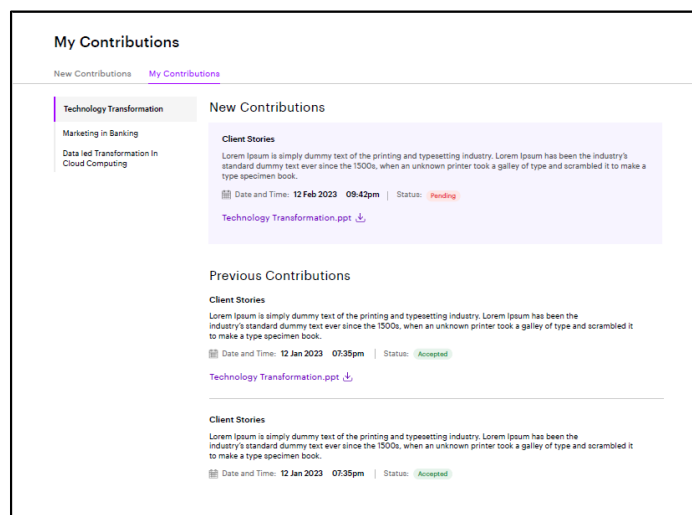 My Contributions
New Contributions
My Contributions
Technology Transformation
Marketing in Banking
Data led Transformation In
Cloud Computing
New Contributions
Client Stories
Lorem Ipsum is simply dummy text of the printing and typesetting industry. Lorem Ipsum has been the industry's
standard dummy text ever since the 1500s, when an unknown printer took a galley of type and scrambled it to make a
type specimen book.
Date and Time: 12 Feb 2023 09:42pm | Status: Pending
Technology Transformation.ppt
Previous Contributions
Client Stories
Lorem Ipsum is simply dummy text of the printing and typesetting industry. Lorem Ipsum has been the
industry's standard dummy text ever since the 1500s, when an unknown printer took a galley of type and scrambled it
to make a type specimen book.
Date and Time: 12 Jan 2023 07:35pm | Status: Accepted
Technology Transformation.ppt
Client Stories
Lorem Ipsum is simply dummy text of the printing and typesetting industry. Lorem Ipsum has been the
industry's standard dummy text ever since the 1500s, when an unknown printer took a galley of type and scrambled it
to make a type specimen book.
Date and Time: 12 Jan 2023 07:35pm | Status: Accepted